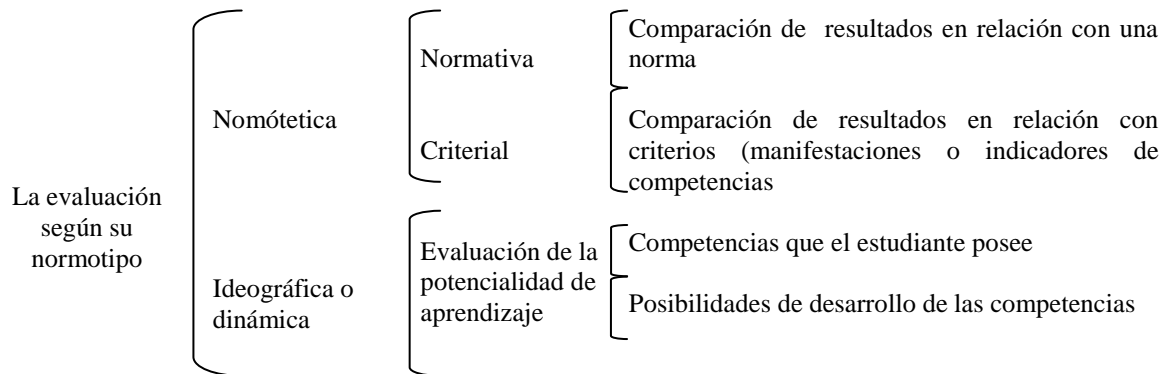 La evaluación
según su
normotipo
Nomótetica
Normativa
Comparación de resultados en relación con una
norma
Criterial
Comparación de resultados en relación con
criterios (manifestaciones o indicadores de
competencias
Ideográfica o
dinámica
Evaluación de la
potencialidad de
aprendizaje
Competencias que el estudiante posee
Posibilidades de desarrollo de las competencias